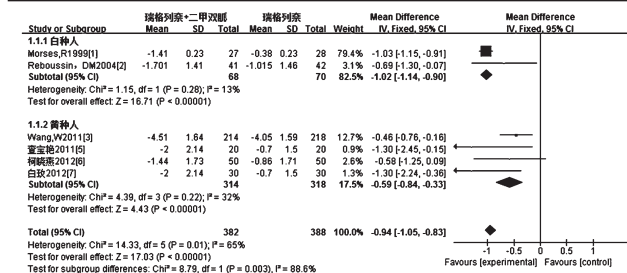 瑞格列奈+二甲双胍 瑞格列奈 Mean Difference Mean Difference
Study or Subgroup Mean SD Total Mean SD Total Weight IV, Fixed, 95% CI IV, Fixed, 95% CI
1.1.1 白种人
Morses,R1999[1] -1.41 0.23 27 -0.38 0.23 28 79.4% -1.03 [-1.15, -0.91]
Reboussin, DM2004[2] -1.701 1.41 41 -1.015 1.46 42 3.1% -0.69 [-1.30, -0.07]
Subtotal (95% CI) 68 70 82.5% -1.02 [-1.14, -0.90]
Heterogeneity: Chi² = 1.15, df = 1 (P = 0.28); I² = 13%
Test for overall effect: Z = 16.71 (P < 0.00001)
1.1.2 黄种人
Wang,W2011[3] -4.51 1.64 214 -4.05 1.59 218 12.7% -0.46 [-0.76, -0.16]
宣宝艳2011[5] -2 2.14 20 -0.7 1.5 20 0.9% -1.30 [-2.45, -0.15]
柯晓燕2012[6] -1.44 1.73 50 -0.86 1.71 50 2.6% -0.58 [-1.25, 0.09]
白玫2012[7] -2 2.14 30 -0.7 1.5 30 1.3% -1.30 [-2.24, -0.36]
Subtotal (95% CI) 314 318 17.5% -0.59 [-0.84, -0.33]
Heterogeneity: Chi² = 4.39, df = 3 (P = 0.22); I² = 32%
Test for overall effect: Z = 4.43 (P < 0.00001)
Total (95% CI) 382 388 100.0% -0.94 [-1.05, -0.83]
Heterogeneity: Chi² = 14.33, df = 5 (P = 0.01); I² = 65%
Test for overall effect: Z = 17.03 (P < 0.00001)
Test for subgroup differences: Chi² = 8.79, df = 1 (P = 0.003), I² = 88.6%
-1 -0.5 0 0.5 1
Favours [experimental] Favours [control]